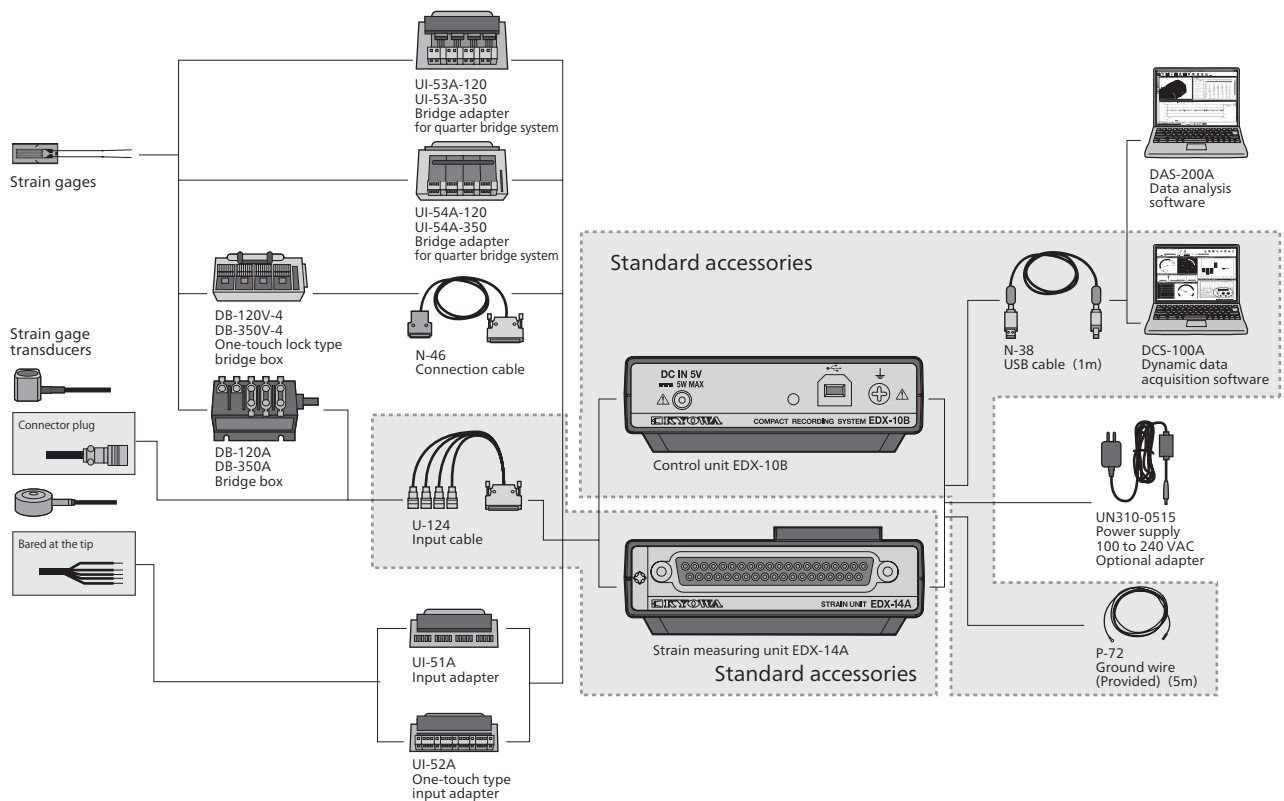 UI-53A-120
UI-53A-350
Bridge adapter
for quarter bridge system
Strain gages
UI-54A-120
UI-54A-350
Bridge adapter
for quarter bridge system
DB-120V-4
DB-350V-4
One-touch lock type
bridge box
N-46
Connection cable
Strain gage
transducers
Connector plug
DB-120A
DB-350A
Bridge box
Bared at the tip
U-124
Input cable
UI-51A
Input adapter
UI-52A
One-touch type
input adapter
Standard accessories
DC IN 5V
5W MAX
KYOWA
COMPACT RECORDING SYSTEM EDX-10B
Control unit EDX-10B
KYOWA
STRAIN UNIT EDX-14A
Strain measuring unit EDX-14A
Standard accessories
DAS-200A
Data analysis
software
N-38
USB cable (1m)
DCS-100A
Dynamic data
acquisition software
UN310-0515
Power supply
100 to 240 VAC
Optional adapter
P-72
Ground wire
(Provided) (5m)